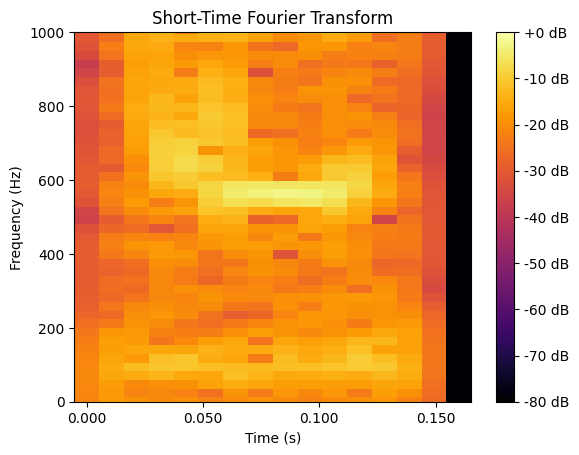 Short-Time Fourier Transform
1000
800
600
400
200
0
Frequency (Hz)
0.000
0.050
0.100
0.150
Time (s)
+0 dB
-10 dB
-20 dB
-30 dB
-40 dB
-50 dB
-60 dB
-70 dB
-80 dB